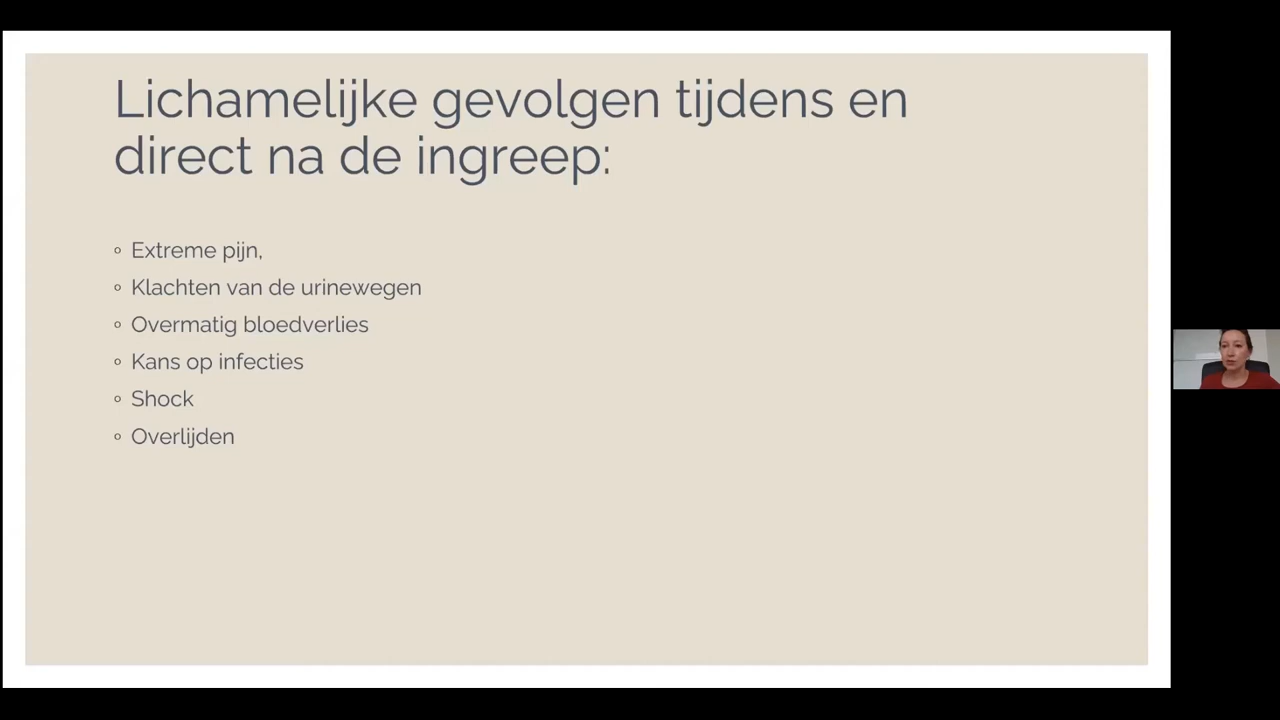 Lichamelijke gevolgen tijdens en
direct na de ingreep:
◦ Extreme pijn,
◦ Klachten van de urinewegen
◦ Overmatig bloedverlies
◦ Kans op infecties
◦ Shock
◦ Overlijden